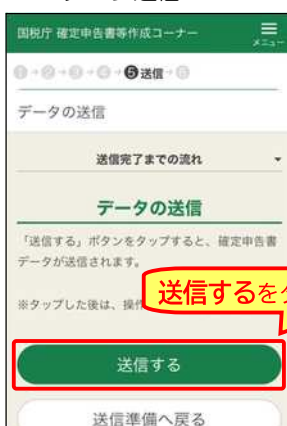 国税庁 確定申告書等作成コーナー
メニュー
❺送信
データの送信
送信完了までの流れ
データの送信
「送信する」ボタンをタップすると、確定申告書
データが送信されます。
※タップした後は、操作
送信するを
送信する
送信準備へ戻る